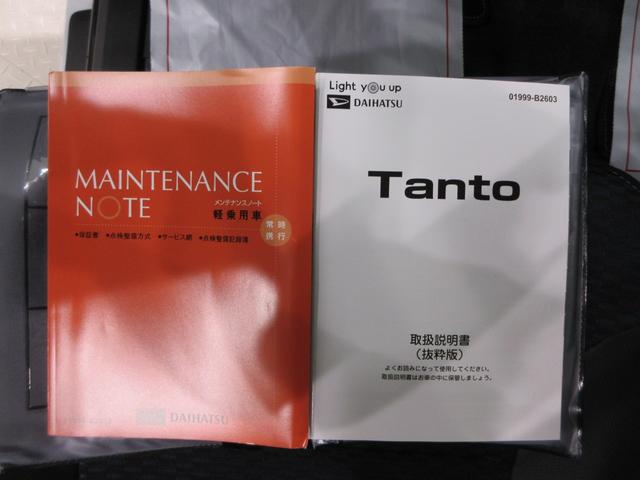 MAINTENANCE
NOTE
メンテナンスノート
軽乗用車
常時
携行
●保証書 ●点検整備方式 ●サービス網 ●点検整備記録簿
DAIHATSU
Light you up
DAIHATSU
01999-B2603
Tanto
取扱説明書
(抜粋版)
よくお読みになって使用してください。
取扱説明書はお車の中に保管しましょう。